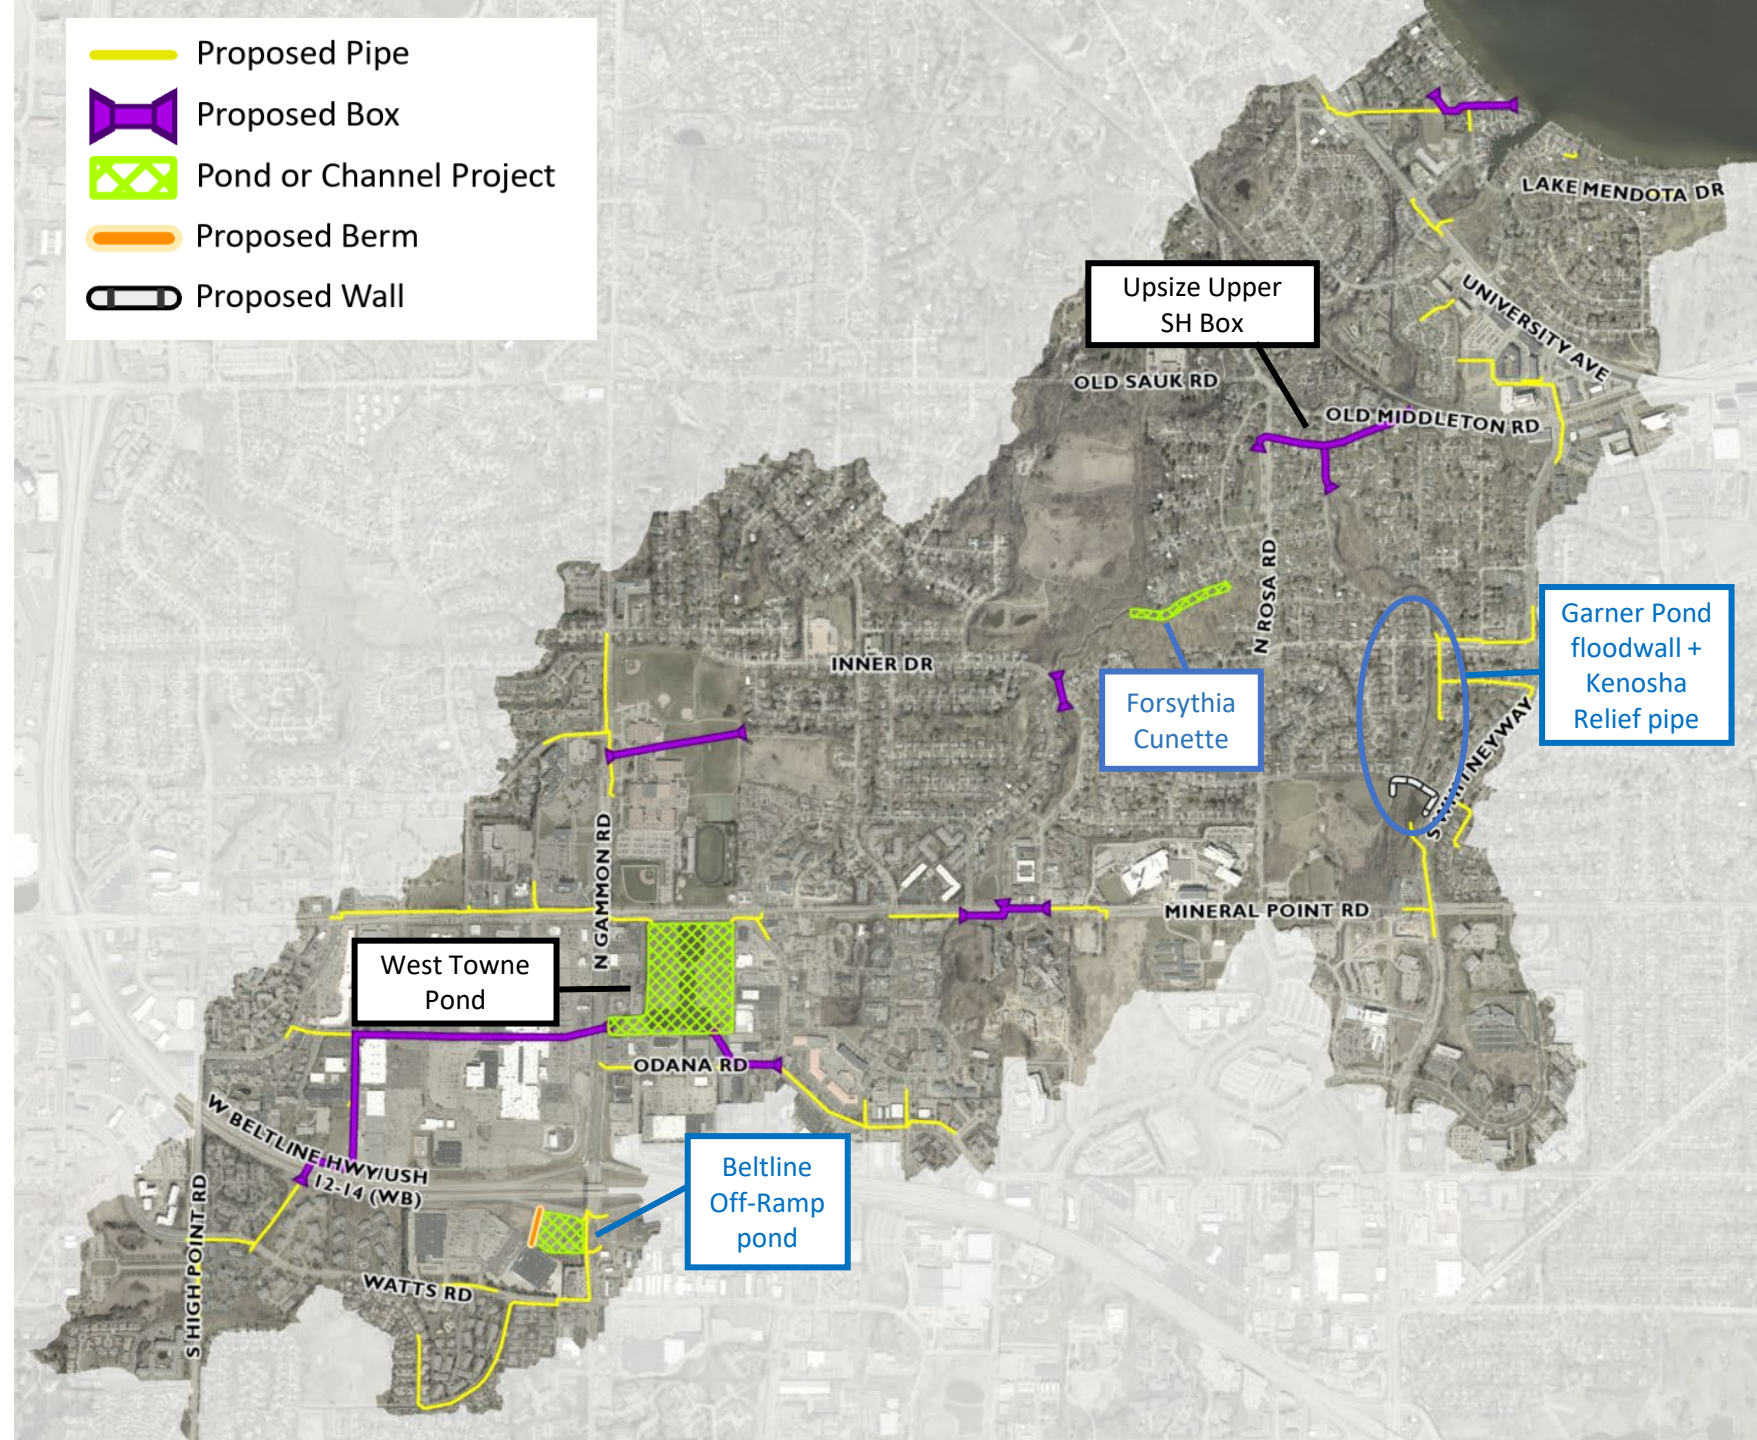 Proposed Pipe
Proposed Box
Pond or Channel Project
Proposed Berm
Proposed Wall
LAKE MENDOTA DR
UNIVERSITY AVE
Upsize Upper
SH Box
OLD SAUK RD
OLD MIDDLETON RD
N ROSA RD
Garner Pond
floodwall +
Kenosha
Relief pipe
INNER DR
Forsythia
Cunette
S WHITNEY WAY
N GAMMON RD
MINERAL POINT RD
West Towne
Pond
ODANA RD
W BELTLINE HWY/USH
12-14 (WB)
Beltline
Off-Ramp
pond
S HIGH POINT RD
WATTS RD